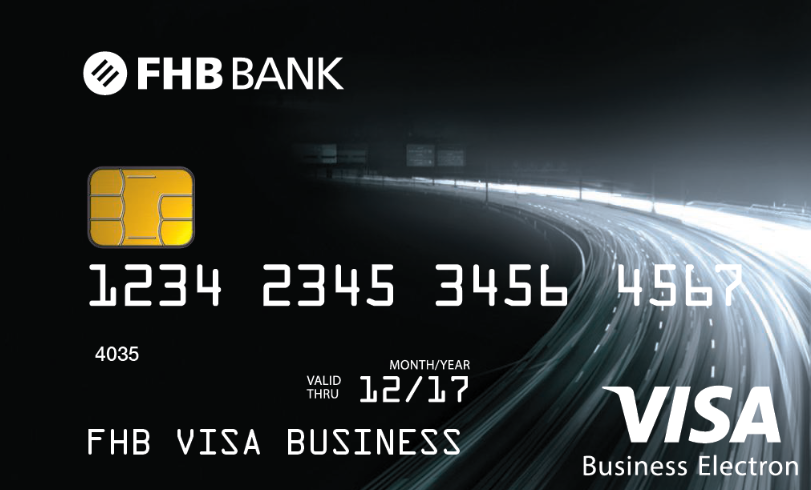 FHB BANK
1234 2345 3456 4567
4035
MONTH/YEAR
VALID THRU 12/17
FHB VISA BUSINESS
VISA
Business Electron